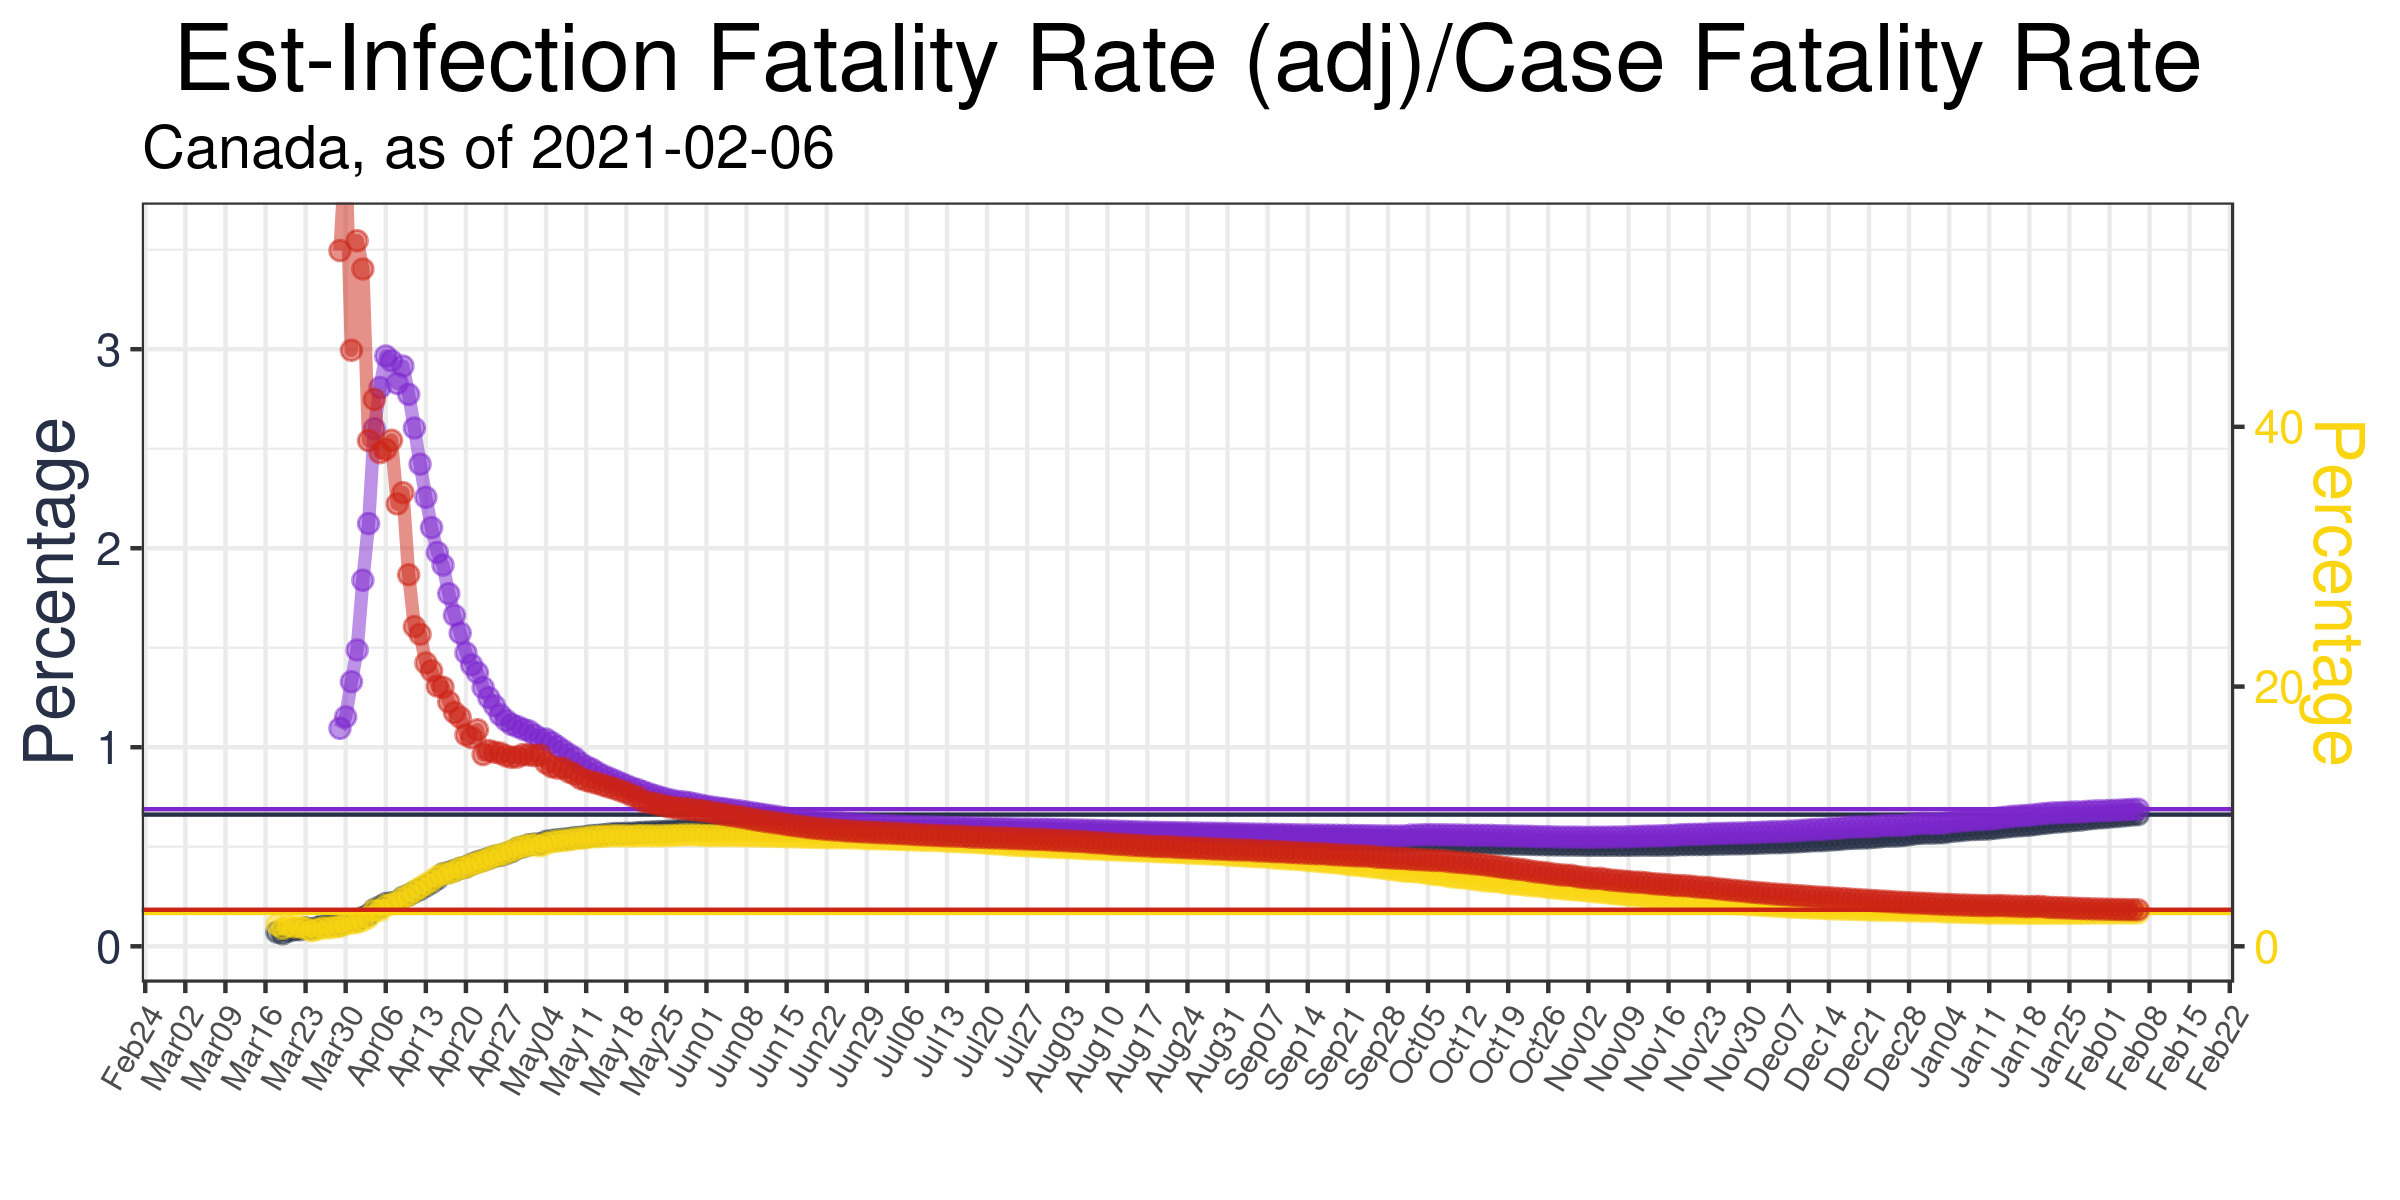 Est-Infection Fatality Rate (adj)/Case Fatality Rate
Canada, as of 2021-02-06
Percentage
3
2
1
0
40
20
0
Percentage
Feb24
Mar02
Mar09
Mar16
Mar23
Mar30
Apr06
Apr13
Apr20
Apr27
May04
May11
May18
May25
Jun01
Jun08
Jun15
Jun22
Jun29
Jul06
Jul13
Jul20
Jul27
Aug03
Aug10
Aug17
Aug24
Aug31
Sep07
Sep14
Sep21
Sep28
Oct05
Oct12
Oct19
Oct26
Nov02
Nov09
Nov16
Nov23
Nov30
Dec07
Dec14
Dec21
Dec28
Jan04
Jan11
Jan18
Jan25
Feb01
Feb08
Feb15
Feb22